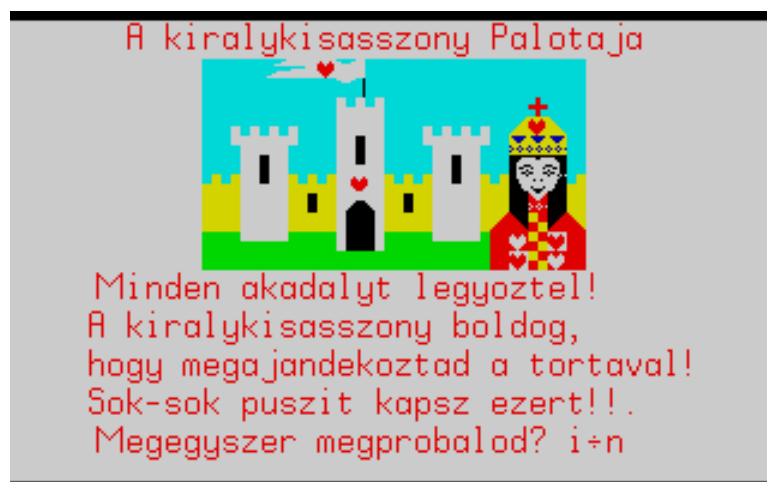 A kiralykisasszony Palotaja
Minden akadalyt legyoztel!
A kiralykisasszony boldog,
hogy megajandekoztad a tortaval!
Sok-sok puszit kapsz ezert!!.
Megegyszer megprobalod? i÷n